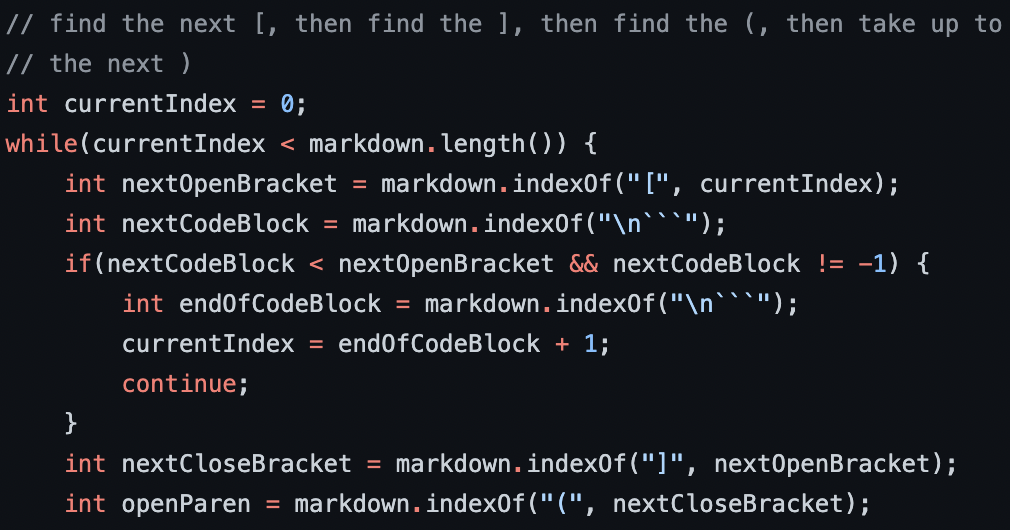 // find the next [, then find the ], then find the (, then take up to
// the next )
int currentIndex = 0;
while(currentIndex < markdown.length()) {
    int nextOpenBracket = markdown.indexOf("[", currentIndex);
    int nextCodeBlock = markdown.indexOf("\n```");
    if(nextCodeBlock < nextOpenBracket && nextCodeBlock != -1) {
        int endOfCodeBlock = markdown.indexOf("\n```");
        currentIndex = endOfCodeBlock + 1;
        continue;
    }
    int nextCloseBracket = markdown.indexOf("]", nextOpenBracket);
    int openParen = markdown.indexOf("(", nextCloseBracket);